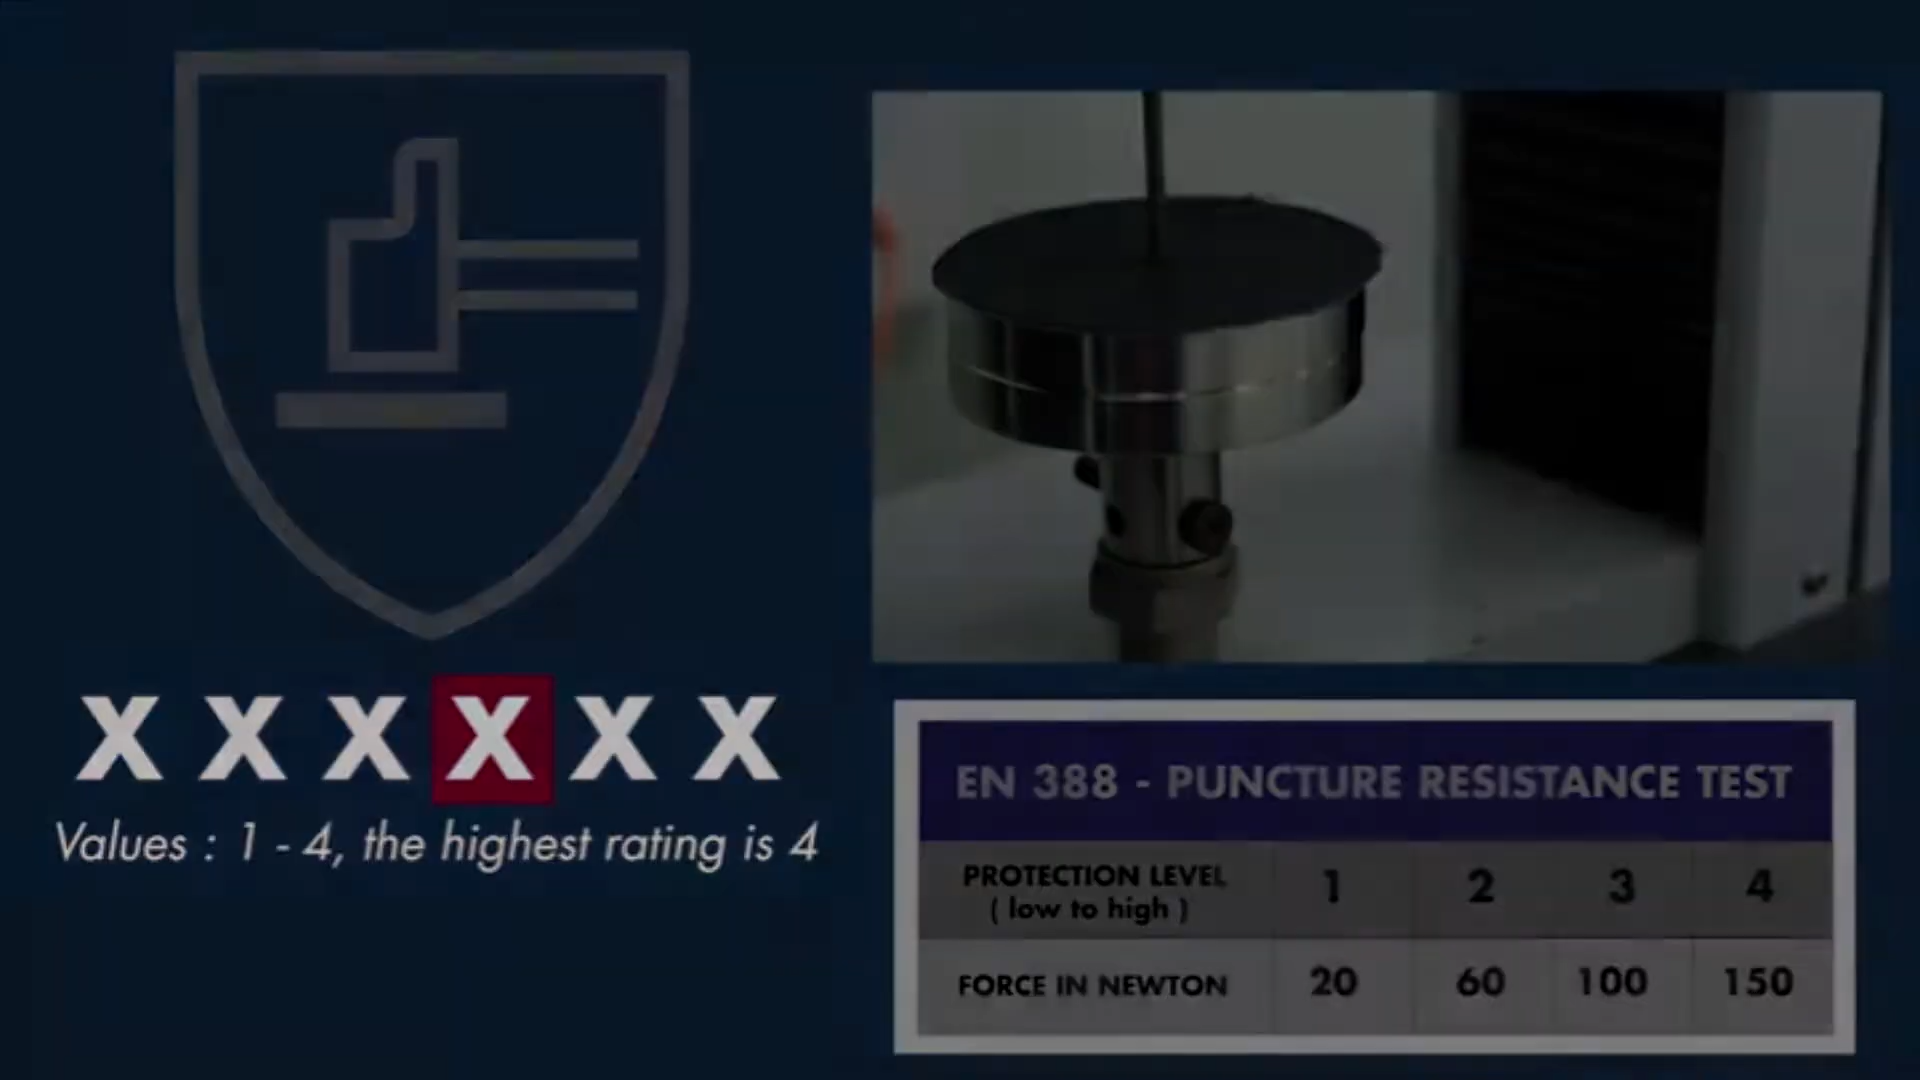 X X X X X X
Values : 1 - 4, the highest rating is 4
EN 388 - PUNCTURE RESISTANCE TEST
PROTECTION LEVEL 1 2 3 4
( low to high )
FORCE IN NEWTON 20 60 100 150